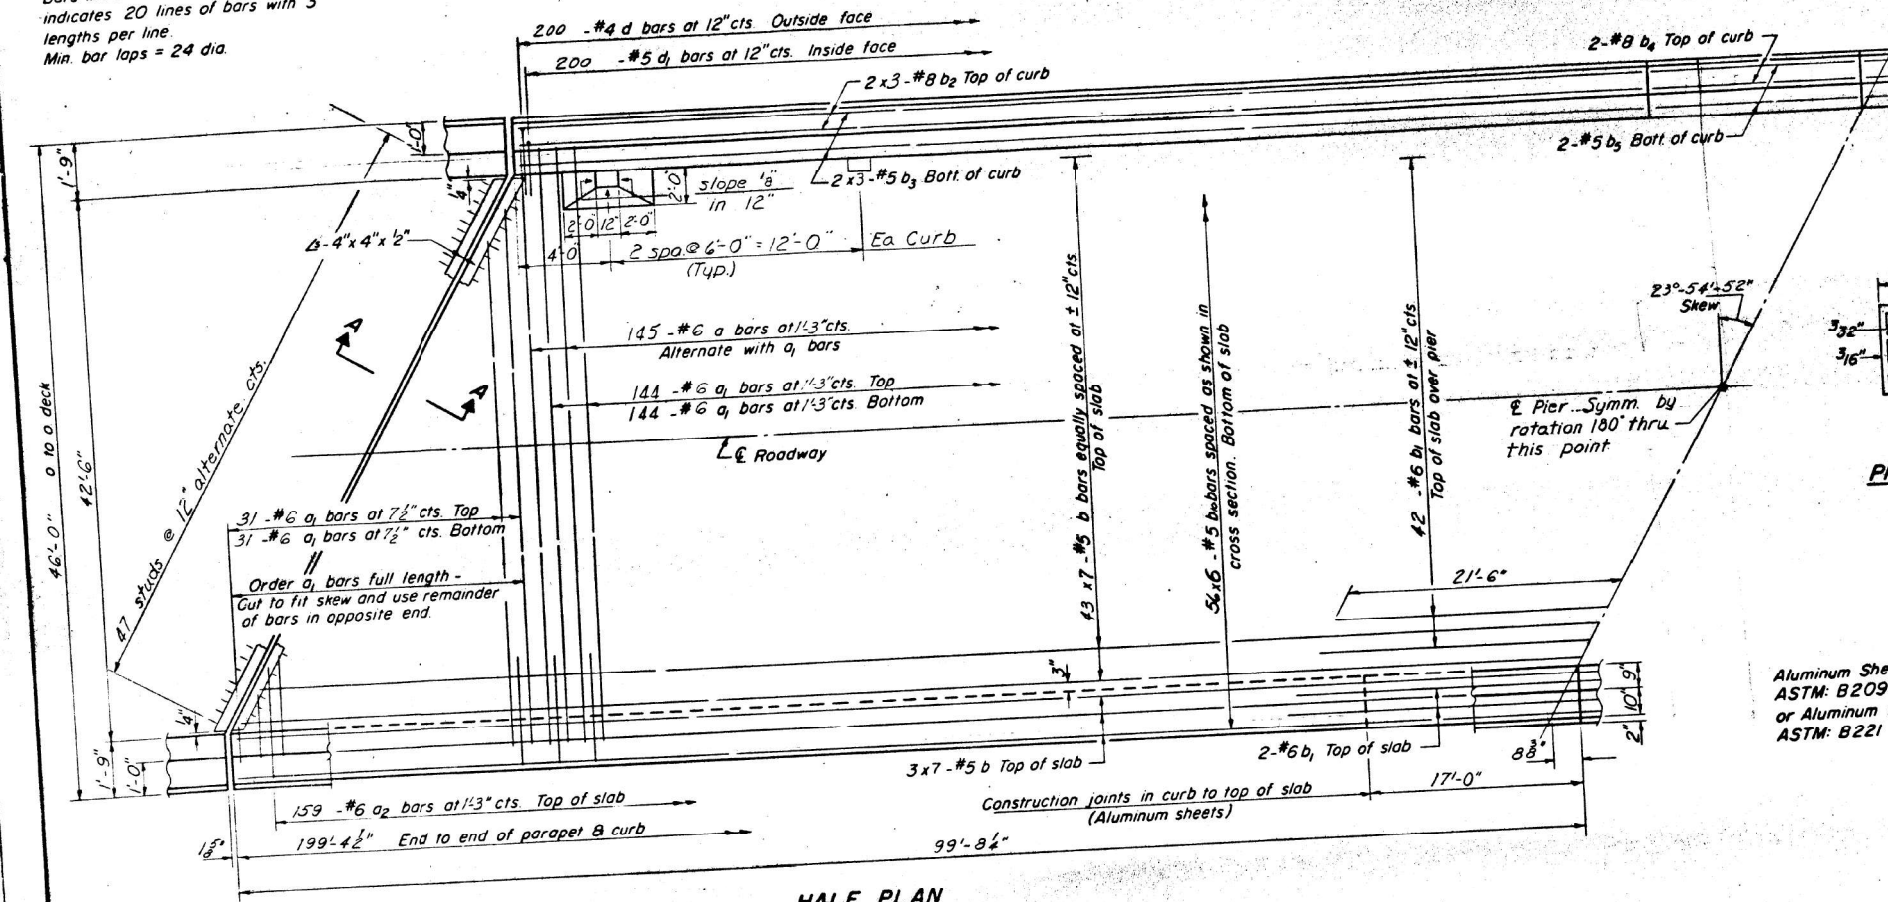 indicates 20 lines of bars with 3
lengths per line.
Min. bar laps = 24 dia.
200 - #4 d bars at 12"cts. Outside face
200 - #5 d₁ bars at 12"cts. Inside face
2 x 3 - #8 b₂ Top of curb
2-#8 b₄ Top of curb
2-#5 b₅ Bott. of curb
2 x 3 - #5 b₃ Bott. of curb
1'-0"
1'-9"
1/4"
2'-0"
slope 1/8"
in 12"
2'-0" 12" 2'-0"
4'-0"
2 spa. @ 6'-0" = 12'-0"
(Typ.)
Ea Curb
4"x 4"x ½"
A
A
145 - #6 a bars at 1'-3"cts.
Alternate with a₁ bars
144 - #6 a₁ bars at 1'-3"cts. Top
144 - #6 a₁ bars at 1'-3"cts. Bottom
℄ Roadway
46'-0" o to o deck
42'-6"
47 studs @ 12" alternate cts.
43 x 7 - #5 b bars equally spaced at ± 12"cts.
Top of slab
56x6 - #5 b₁₀ bars spaced as shown in
cross section. Bottom of slab
42 - #6 b₁ bars at ± 12"cts.
Top of slab over pier
23°-54'-52"
Skew
3/32"
3/16"
℄ Pier Symm. by
rotation 180° thru
this point.
31 - #6 a₁ bars at 7½"cts. Top
31 - #6 a₁ bars at 7½" cts. Bottom
Order a₁ bars full length -
Cut to fit skew and use remainder
of bars in opposite end.
21'-6"
3"
9"
10"
2"
1/4"
1'-9"
1'-0"
3 x 7 - #5 b Top of slab
2-#6 b₁ Top of slab
8⅜"
17'-0"
Construction joints in curb to top of slab
(Aluminum sheets)
159 - #6 a₂ bars at 1'-3" cts. Top of slab
199'-4½" End to end of parapet & curb
1⅝"
99'-8¼"
HALF PLAN
Aluminum She
ASTM: B209
or Aluminum
ASTM: B221